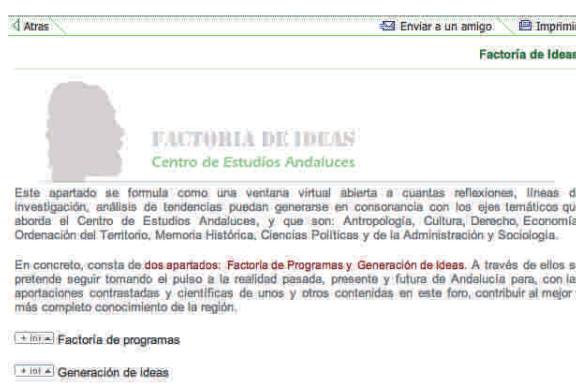 Atras Enviar a un amigo Imprimir
Factoría de Ideas
FACTORIA DE IDEAS
Centro de Estudios Andaluces
Este apartado se formula como una ventana virtual abierta a cuantas reflexiones, líneas d
investigación, análisis de tendencias puedan generarse en consonancia con los ejes temáticos qu
aborda el Centro de Estudios Andaluces, y que son: Antropología, Cultura, Derecho, Economía
Ordenación del Territorio, Memoria Histórica, Ciencias Políticas y de la Administración y Sociología.
En concreto, consta de dos apartados: Factoría de Programas y Generación de Ideas. A través de ellos s
pretende seguir tomando el pulso a la realidad pasada, presente y futura de Andalucía para, con la
aportaciones contrastadas y científicas de unos y otros contenidas en este foro, contribuir al mejor
más completo conocimiento de la región.
+ ini Factoría de programas
+ ini Generación de ideas